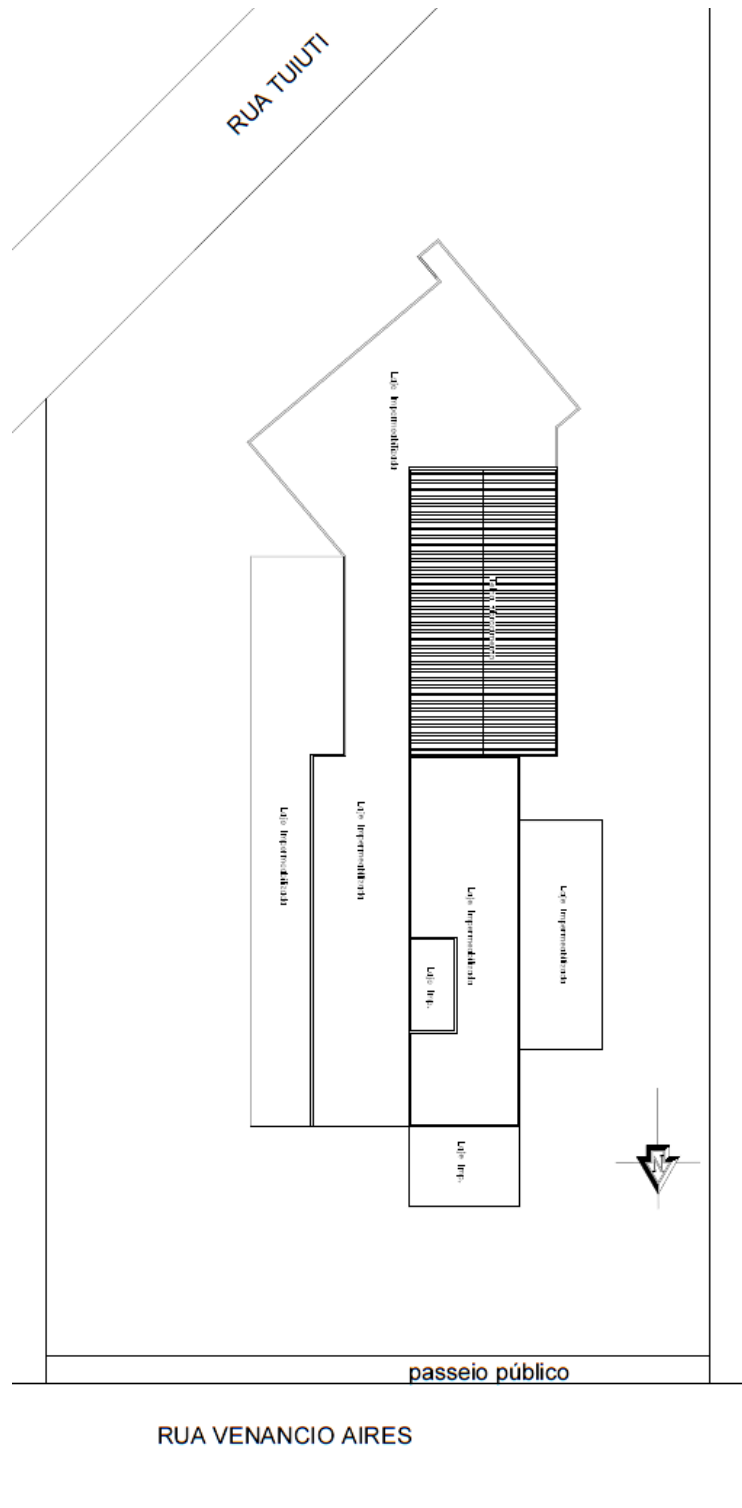 RUA TUIUTI
Laje Impermeabilizada
Laje Impermeabilizada
Laje Impermeabilizada
Laje Impermeabilizada
Laje Impermeabilizada
Laje Imp.
Laje Imp.
N
passeio público
RUA VENANCIO AIRES